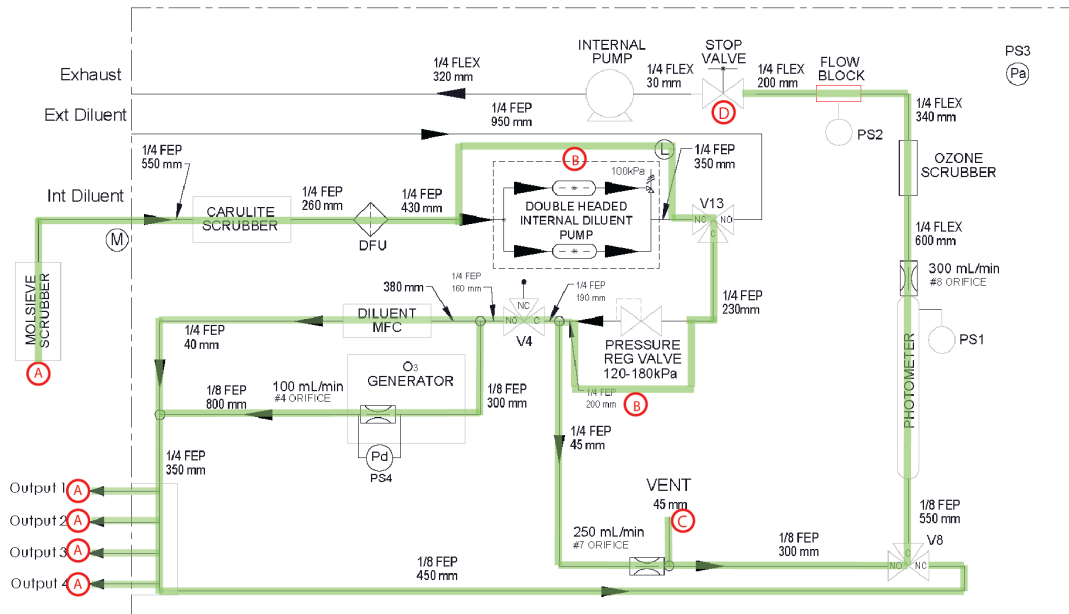 INTERNAL
PUMP
STOP
VALVE
FLOW
BLOCK
PS3
Pa
Exhaust
1/4 FLEX
320 mm
1/4 FLEX
30 mm
1/4 FLEX
200 mm
D
1/4 FLEX
340 mm
Ext Diluent
1/4 FEP
950 mm
PS2
1/4 FEP
550 mm
L
1/4 FEP
350 mm
OZONE
SCRUBBER
B
100kPa
Int Diluent
1/4 FEP
260 mm
1/4 FEP
430 mm
CARULITE
SCRUBBER
DOUBLE HEADED
INTERNAL DILUENT
PUMP
V13
NC
NO
C
M
DFU
1/4 FLEX
600 mm
300 mL/min
#8 ORIFICE
MOLSIEVE
SCRUBBER
A
380 mm
1/4 FEP
160 mm
1/4 FEP
190 mm
NC
NO
C
V4
1/4 FEP
230mm
DILUENT
MFC
1/4 FEP
40 mm
PRESSURE
REG VALVE
120-180kPa
PS1
O3
GENERATOR
1/8 FEP
800 mm
100 mL/min
#4 ORIFICE
1/8 FEP
300 mm
1/4 FEP
200 mm
B
PHOTOMETER
Pd
PS4
1/4 FEP
45 mm
1/4 FEP
350 mm
Output 1
A
Output 2
A
Output 3
A
Output 4
A
VENT
45 mm
C
250 mL/min
#7 ORIFICE
1/8 FEP
300 mm
1/8 FEP
550 mm
V8
C
NO
NC
1/8 FEP
450 mm